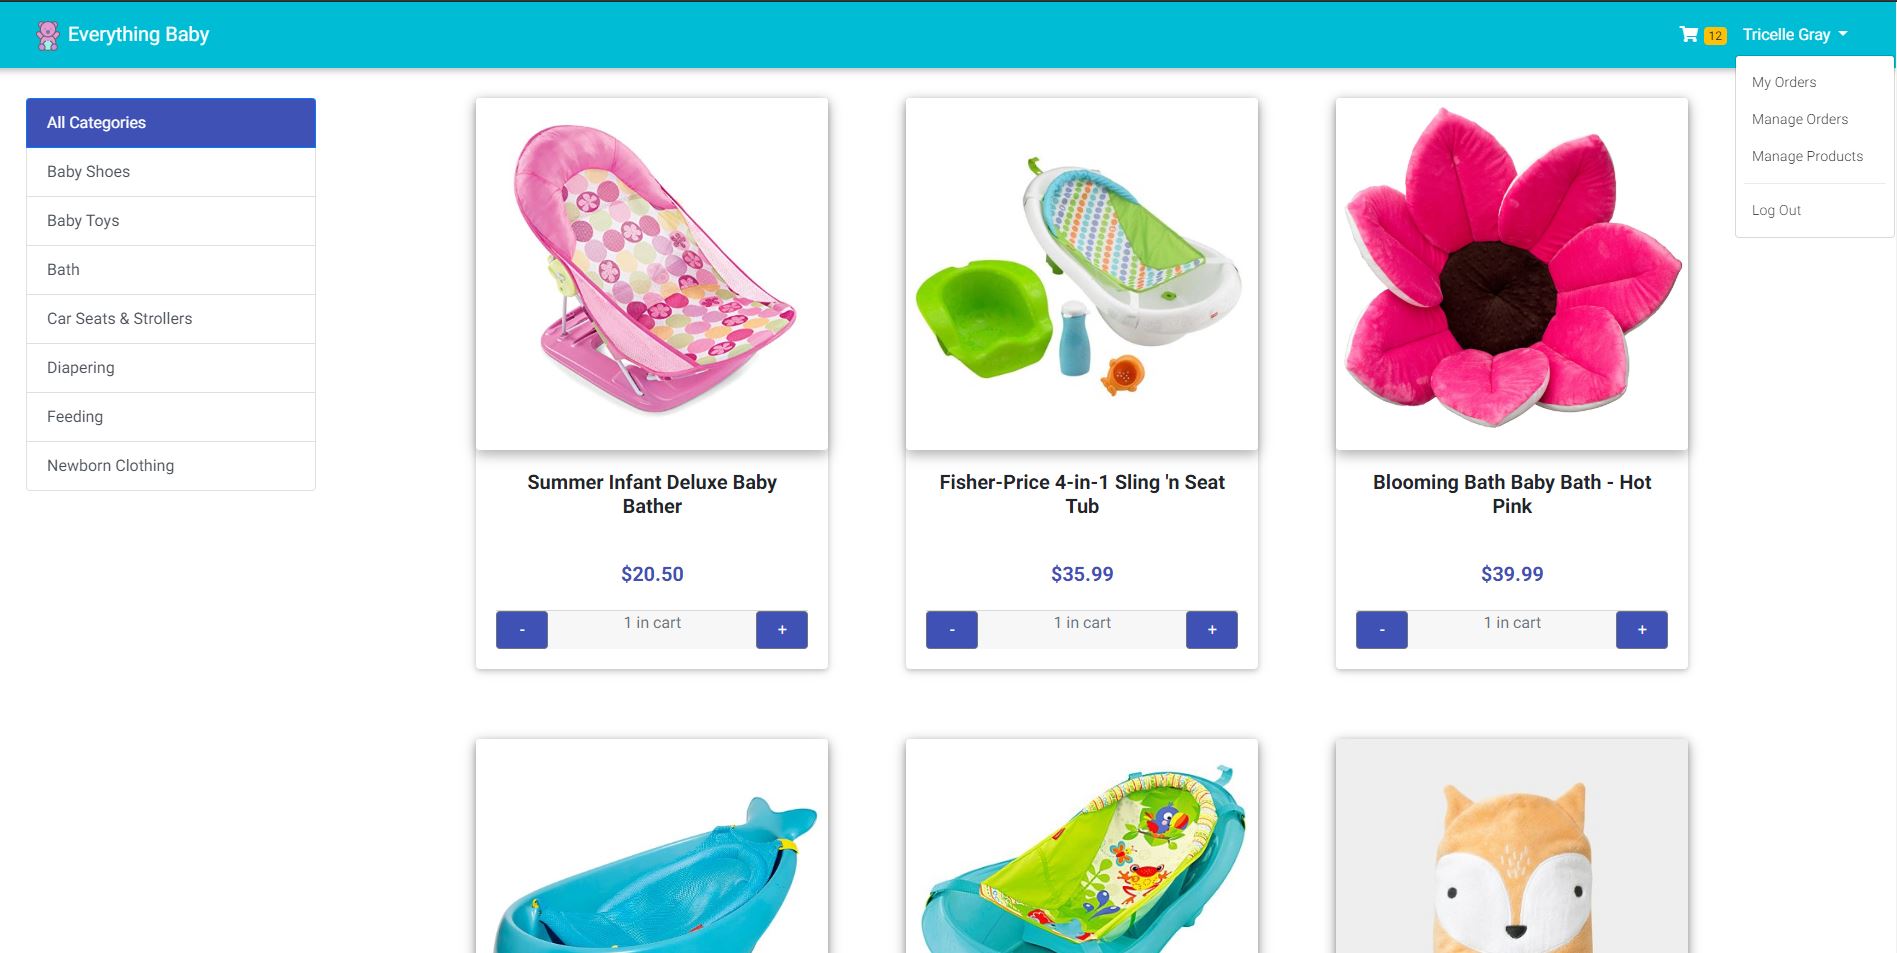 Everything Baby
12
Tricelle Gray
My Orders
Manage Orders
Manage Products
Log Out
All Categories
Baby Shoes
Baby Toys
Bath
Car Seats & Strollers
Diapering
Feeding
Newborn Clothing
Summer Infant Deluxe Baby
Bather
$20.50
- 1 in cart +
Fisher-Price 4-in-1 Sling 'n Seat
Tub
$35.99
- 1 in cart +
Blooming Bath Baby Bath - Hot
Pink
$39.99
- 1 in cart +